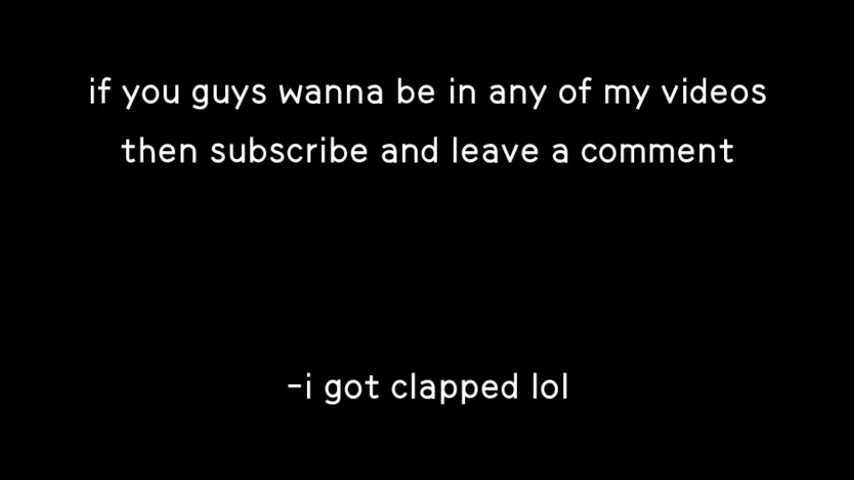 if you guys wanna be in any of my videos
then subscribe and leave a comment
-i got clapped lol